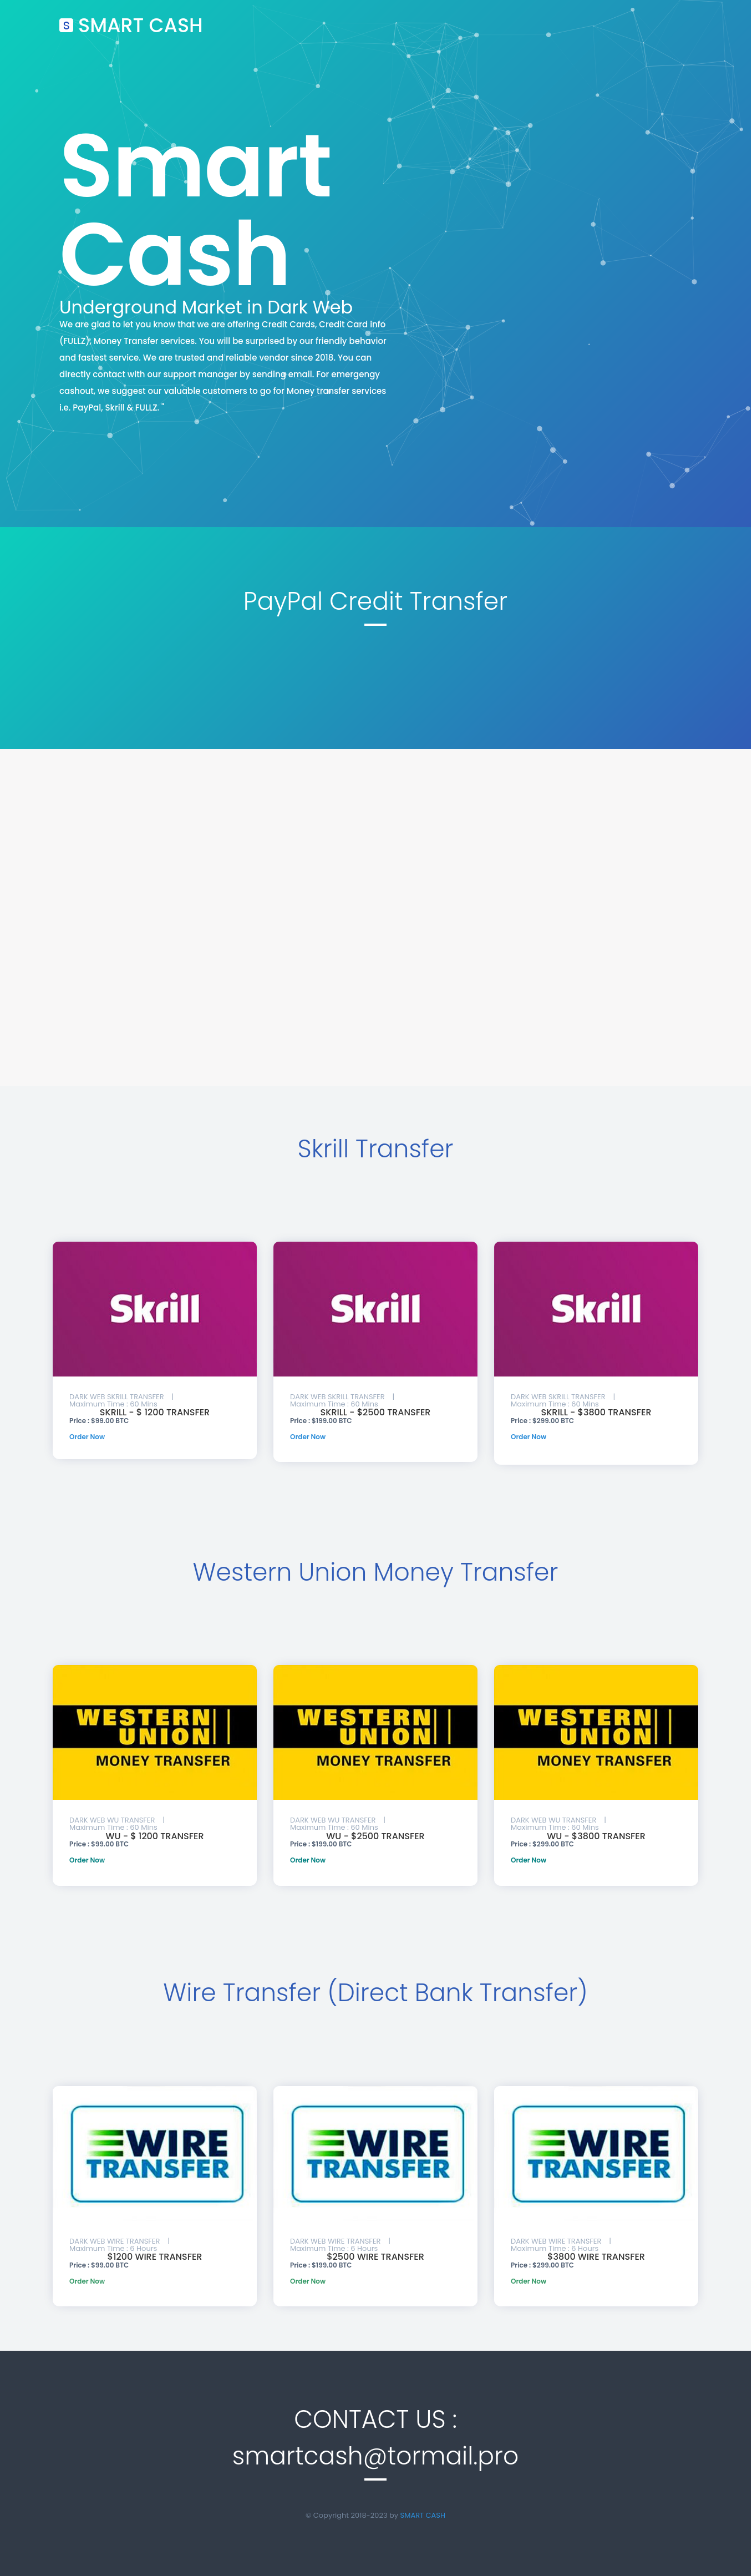 S SMART CASH
Smart
Cash
Underground Market in Dark Web
We are glad to let you know that we are offering Credit Cards, Credit Card info
(FULLZ), Money Transfer services. You will be surprised by our friendly behavior
and fastest service. We are trusted and reliable vendor since 2018. You can
directly contact with our support manager by sending email. For emergengy
cashout, we suggest our valuable customers to go for Money transfer services
I.e. PayPal, Skrill & FULLZ. "
PayPal Credit Transfer
Skrill Transfer
Skrill
DARK WEB SKRILL TRANSFER |
Maximum Time : 60 Mins
SKRILL - $ 1200 TRANSFER
Price : $99.00 BTC
Order Now
Skrill
DARK WEB SKRILL TRANSFER |
Maximum Time : 60 Mins
SKRILL - $2500 TRANSFER
Price : $199.00 BTC
Order Now
Skrill
DARK WEB SKRILL TRANSFER |
Maximum Time : 60 Mins
SKRILL - $3800 TRANSFER
Price : $299.00 BTC
Order Now
Western Union Money Transfer
WESTERN
UNION
MONEY TRANSFER
DARK WEB WU TRANSFER |
Maximum Time : 60 Mins
WU - $ 1200 TRANSFER
Price : $99.00 BTC
Order Now
WESTERN
UNION
MONEY TRANSFER
DARK WEB WU TRANSFER |
Maximum Time : 60 Mins
WU - $2500 TRANSFER
Price : $199.00 BTC
Order Now
WESTERN
UNION
MONEY TRANSFER
DARK WEB WU TRANSFER |
Maximum Time : 60 Mins
WU - $3800 TRANSFER
Price : $299.00 BTC
Order Now
Wire Transfer (Direct Bank Transfer)
WIRE
TRANSFER
DARK WEB WIRE TRANSFER |
Maximum Time : 6 Hours
$1200 WIRE TRANSFER
Price : $99.00 BTC
Order Now
WIRE
TRANSFER
DARK WEB WIRE TRANSFER |
Maximum Time : 6 Hours
$2500 WIRE TRANSFER
Price : $199.00 BTC
Order Now
WIRE
TRANSFER
DARK WEB WIRE TRANSFER |
Maximum Time : 6 Hours
$3800 WIRE TRANSFER
Price : $299.00 BTC
Order Now
CONTACT US :
smartcash@tormail.pro
© Copyright 2018-2023 by SMART CASH